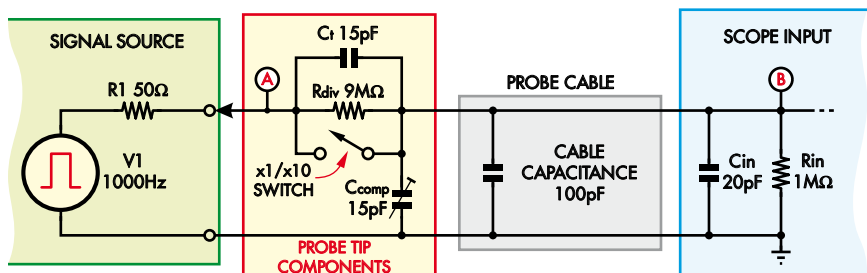 SIGNAL SOURCE
R1 50Ω
V1
1000Hz
Ct 15pF
A
Rdiv 9MΩ
x1/x10
SWITCH
Ccomp
15pF
PROBE TIP
COMPONENTS
PROBE CABLE
CABLE
CAPACITANCE
100pF
SCOPE INPUT
B
Cin
20pF
Rin
1MΩ